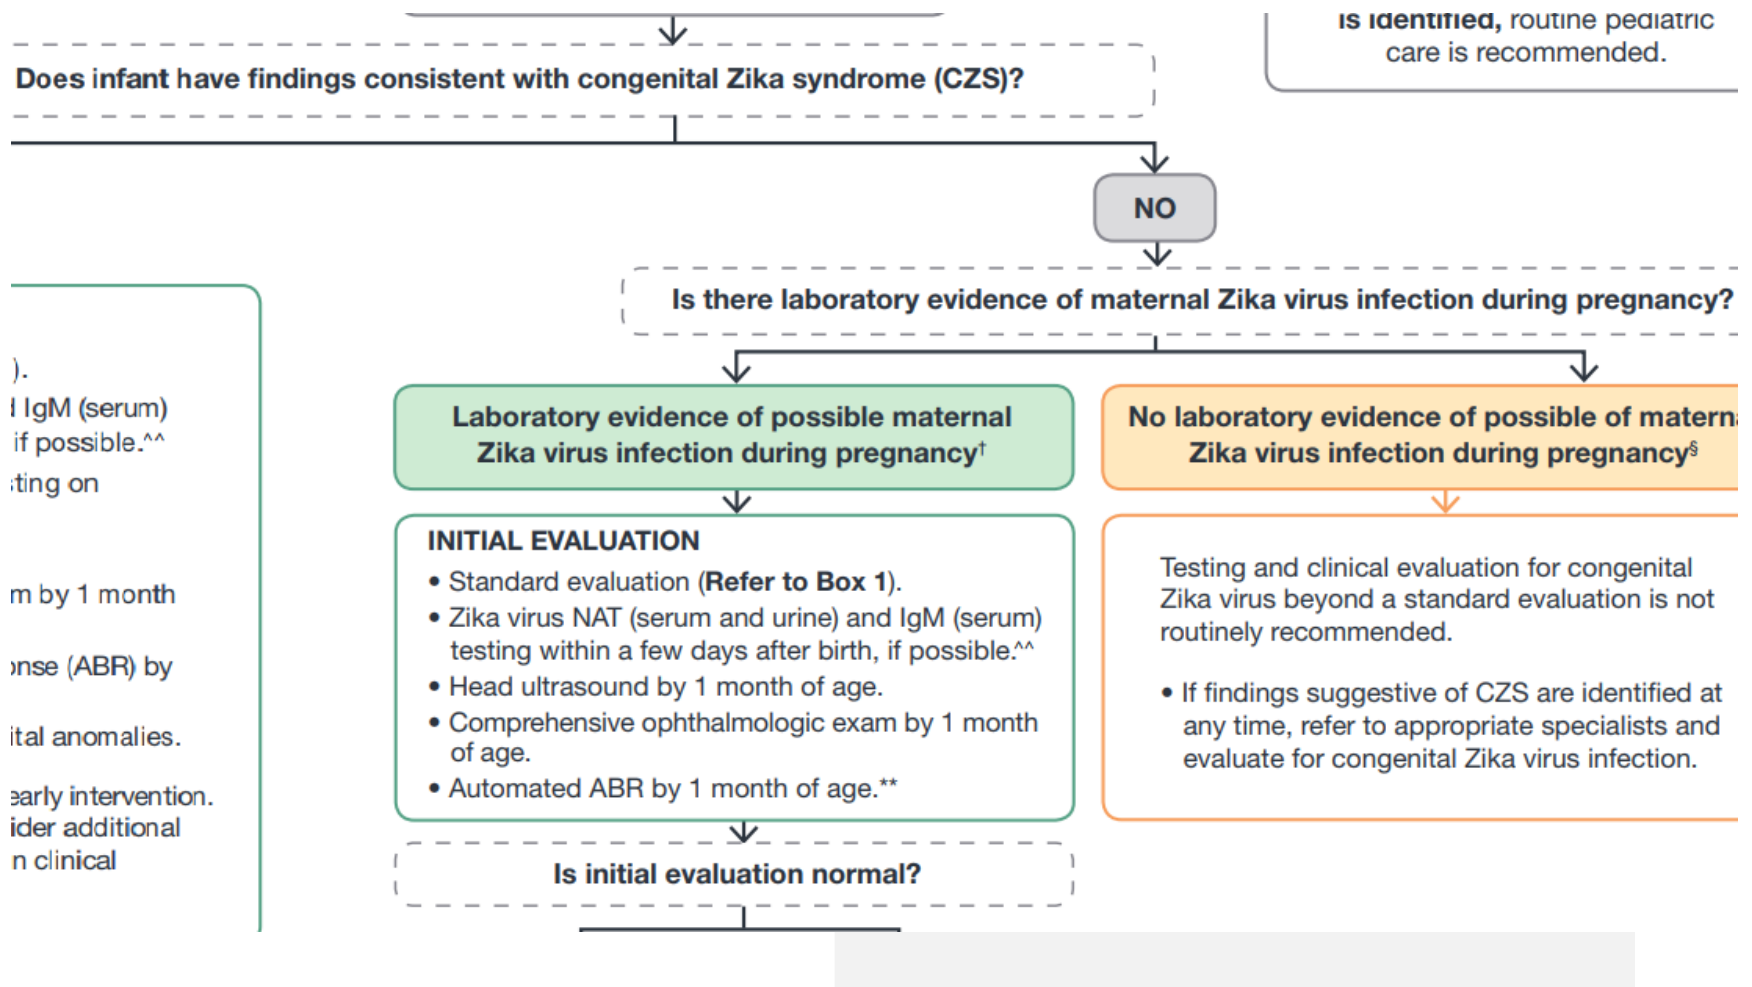 is identified, routine pediatric
care is recommended.
Does infant have findings consistent with congenital Zika syndrome (CZS)?
NO
Is there laboratory evidence of maternal Zika virus infection during pregnancy?
).
IgM (serum)
if possible.^^
ting on
m by 1 month
onse (ABR) by
ital anomalies.
early intervention.
ider additional
n clinical
Laboratory evidence of possible maternal
Zika virus infection during pregnancy†
INITIAL EVALUATION
• Standard evaluation (Refer to Box 1).
• Zika virus NAT (serum and urine) and IgM (serum)
testing within a few days after birth, if possible.^^
• Head ultrasound by 1 month of age.
• Comprehensive ophthalmologic exam by 1 month
of age.
• Automated ABR by 1 month of age.**
Is initial evaluation normal?
No laboratory evidence of possible of materna
Zika virus infection during pregnancy§
Testing and clinical evaluation for congenital
Zika virus beyond a standard evaluation is not
routinely recommended.
• If findings suggestive of CZS are identified at
any time, refer to appropriate specialists and
evaluate for congenital Zika virus infection.